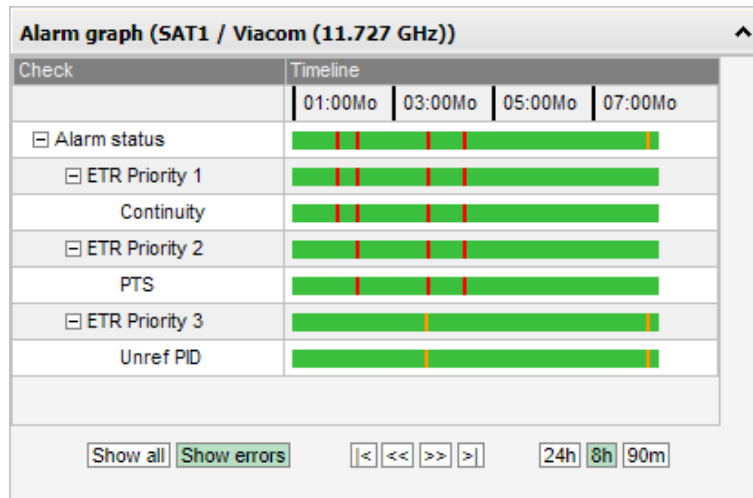 Alarm graph (SAT1 / Viacom (11.727 GHz))
Check Timeline
01:00Mo 03:00Mo 05:00Mo 07:00Mo
Alarm status
ETR Priority 1
Continuity
ETR Priority 2
PTS
ETR Priority 3
Unref PID
Show all Show errors |< << >> >| 24h 8h 90m